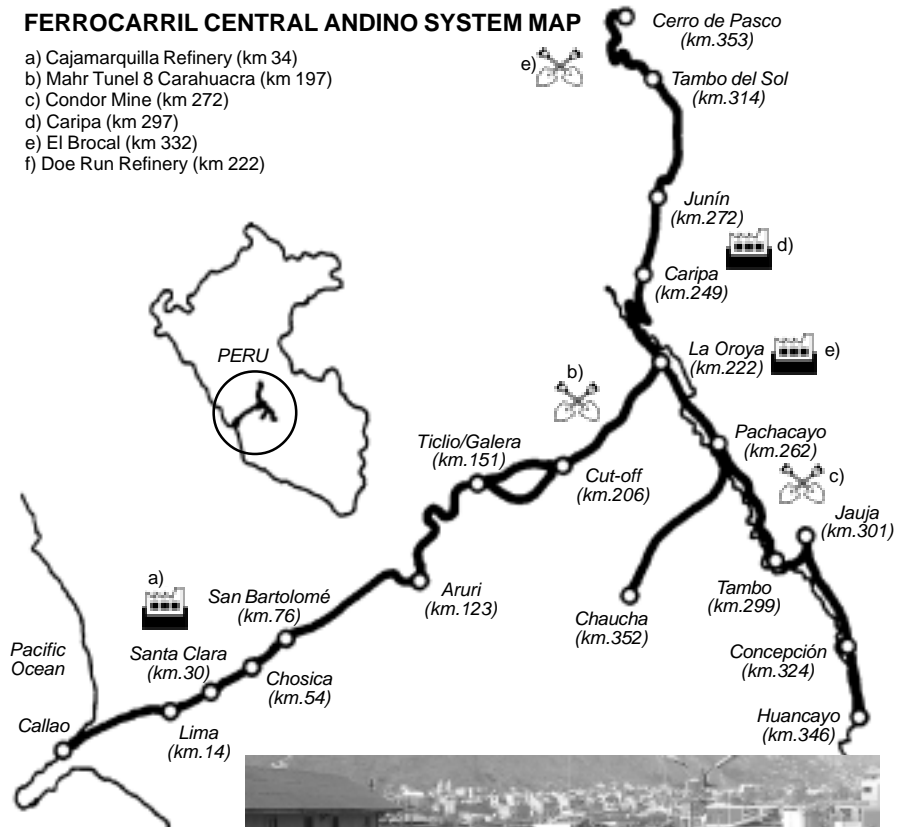 FERROCARRIL CENTRAL ANDINO SYSTEM MAP
a) Cajamarquilla Refinery (km 34)
b) Mahr Tunel 8 Carahuacra (km 197)
c) Condor Mine (km 272)
d) Caripa (km 297)
e) El Brocal (km 332)
f) Doe Run Refinery (km 222)
Cerro de Pasco
(km.353)
e)
Tambo del Sol
(km.314)
Junín
(km.272)
d)
Caripa
(km.249)
PERU
La Oroya
(km.222)
e)
b)
Ticlio/Galera
(km.151)
Cut-off
(km.206)
Pachacayo
(km.262)
c)
Jauja
(km.301)
a)
San Bartolomé
(km.76)
Aruri
(km.123)
Chaucha
(km.352)
Tambo
(km.299)
Pacific
Ocean
Santa Clara
(km.30)
Chosica
(km.54)
Concepción
(km.324)
Callao
Lima
(km.14)
Huancayo
(km.346)